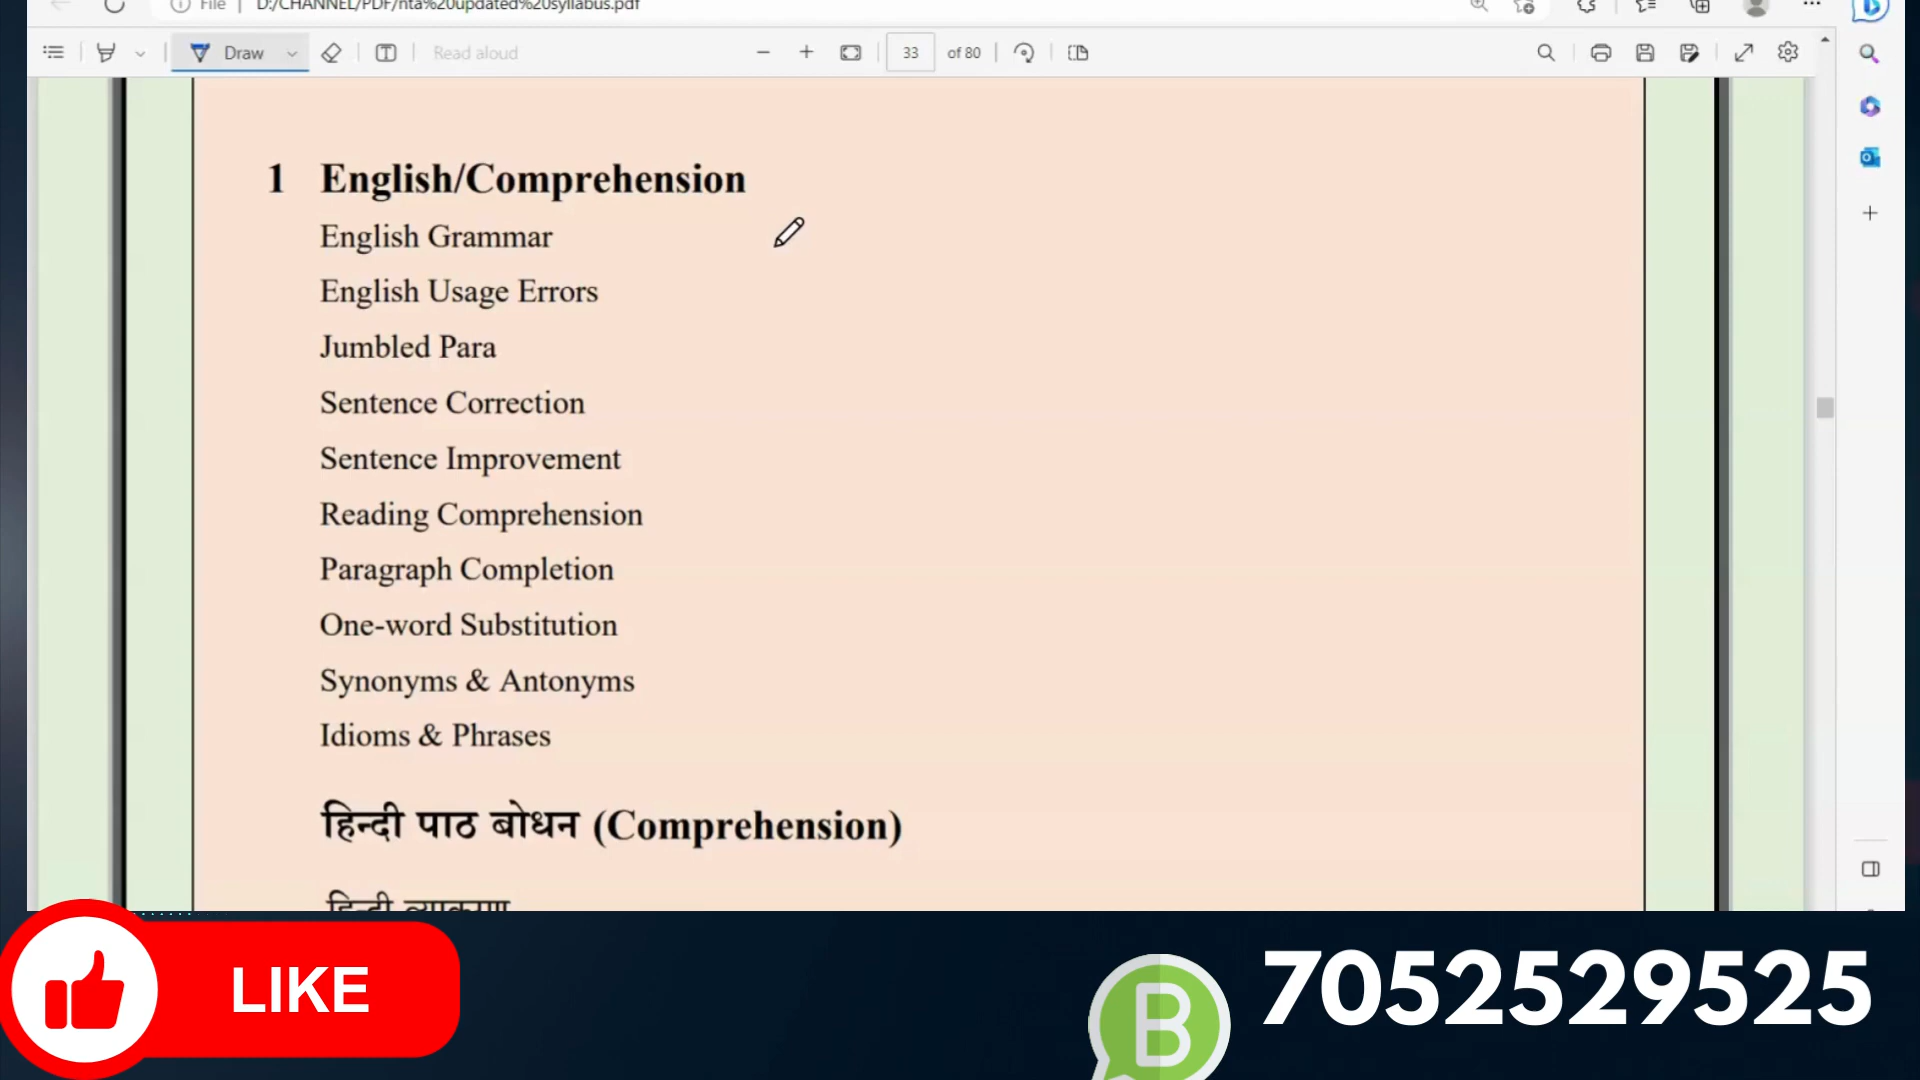 File | D:/CHANNEL/PDF/nta%20updated%20syllabus.pdf
Draw Read aloud 33 of 80
1 English/Comprehension
English Grammar
English Usage Errors
Jumbled Para
Sentence Correction
Sentence Improvement
Reading Comprehension
Paragraph Completion
One-word Substitution
Synonyms & Antonyms
Idioms & Phrases
हिन्दी पाठ बोधन (Comprehension)
हिन्दी व्याकरण
LIKE
B 7052529525